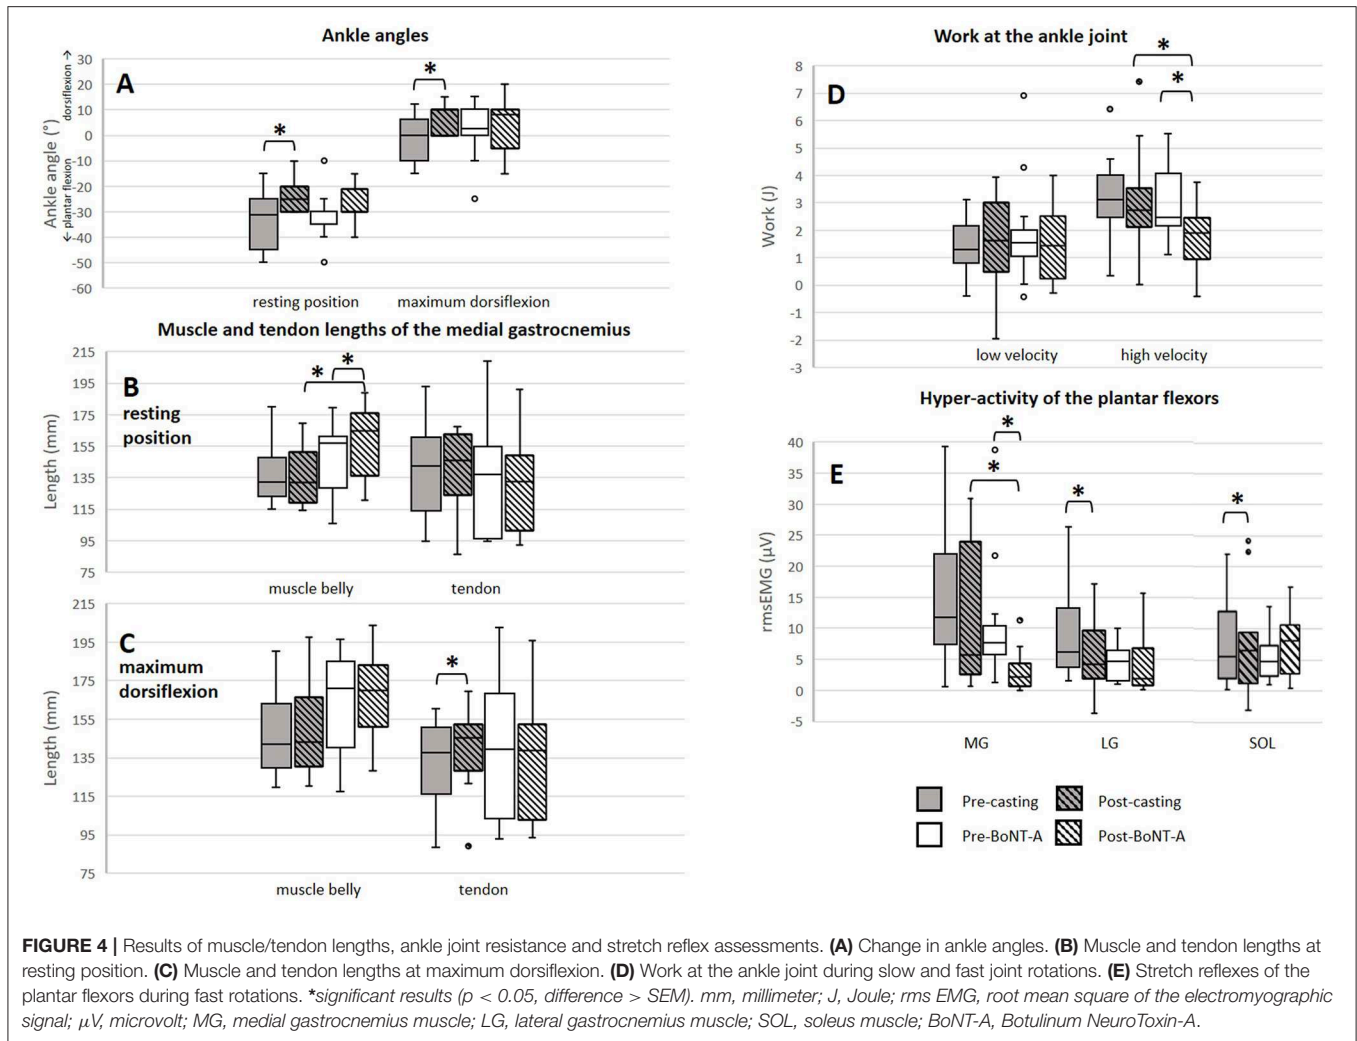 Ankle angles
A
Ankle angle (°)
← plantar flexion
dorsiflexion →
30
20
10
0
-10
-20
-30
-40
-50
-60
*
*
resting position
maximum dorsiflexion
Muscle and tendon lengths of the medial gastrocnemius
B
resting
position
Length (mm)
215
195
175
155
135
115
95
75
*
*
muscle belly
tendon
C
maximum
dorsiflexion
Length (mm)
215
195
175
155
135
115
95
75
*
muscle belly
tendon
Work at the ankle joint
D
Work (J)
8
7
6
5
4
3
2
1
0
-1
-2
-3
*
*
low velocity
high velocity
Hyper-activity of the plantar flexors
E
rmsEMG (µV)
40
35
30
25
20
15
10
5
0
-5
*
*
*
*
MG
LG
SOL
Pre-casting
Post-casting
Pre-BoNT-A
Post-BoNT-A
FIGURE 4 | Results of muscle/tendon lengths, ankle joint resistance and stretch reflex assessments. (A) Change in ankle angles. (B) Muscle and tendon lengths at
resting position. (C) Muscle and tendon lengths at maximum dorsiflexion. (D) Work at the ankle joint during slow and fast joint rotations. (E) Stretch reflexes of the
plantar flexors during fast rotations. *significant results (p < 0.05, difference > SEM). mm, millimeter; J, Joule; rms EMG, root mean square of the electromyographic
signal; µV, microvolt; MG, medial gastrocnemius muscle; LG, lateral gastrocnemius muscle; SOL, soleus muscle; BoNT-A, Botulinum NeuroToxin-A.